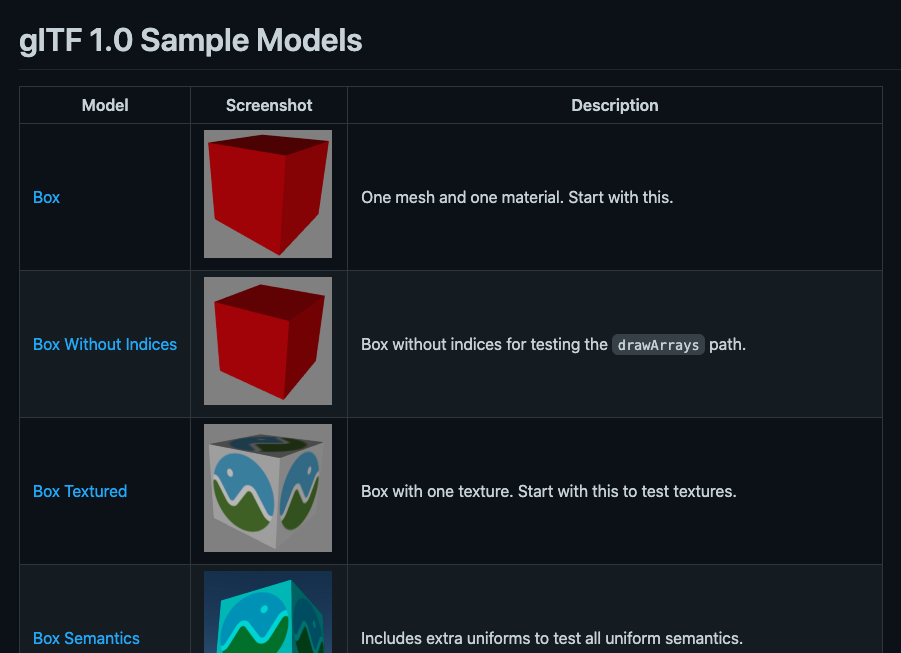 glTF 1.0 Sample Models
Model Screenshot Description
Box One mesh and one material. Start with this.
Box Without Indices Box without indices for testing the drawArrays path.
Box Textured Box with one texture. Start with this to test textures.
Box Semantics Includes extra uniforms to test all uniform semantics.